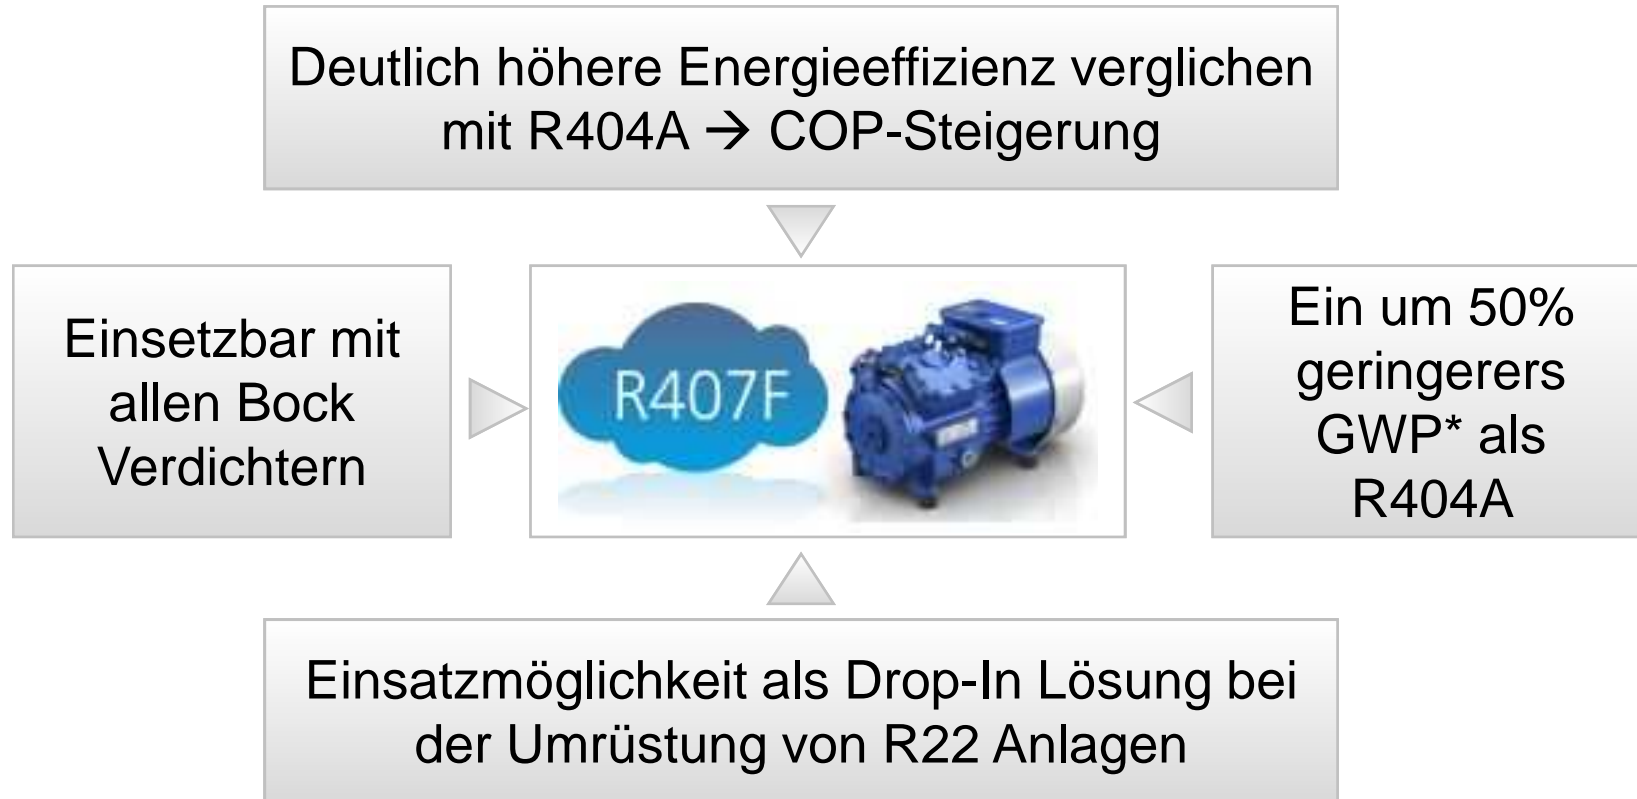 Deutlich höhere Energieeffizienz verglichen
mit R404A → COP-Steigerung
Einsetzbar mit
allen Bock
Verdichtern
R407F
Ein um 50%
geringerers
GWP* als
R404A
Einsatzmöglichkeit als Drop-In Lösung bei
der Umrüstung von R22 Anlagen